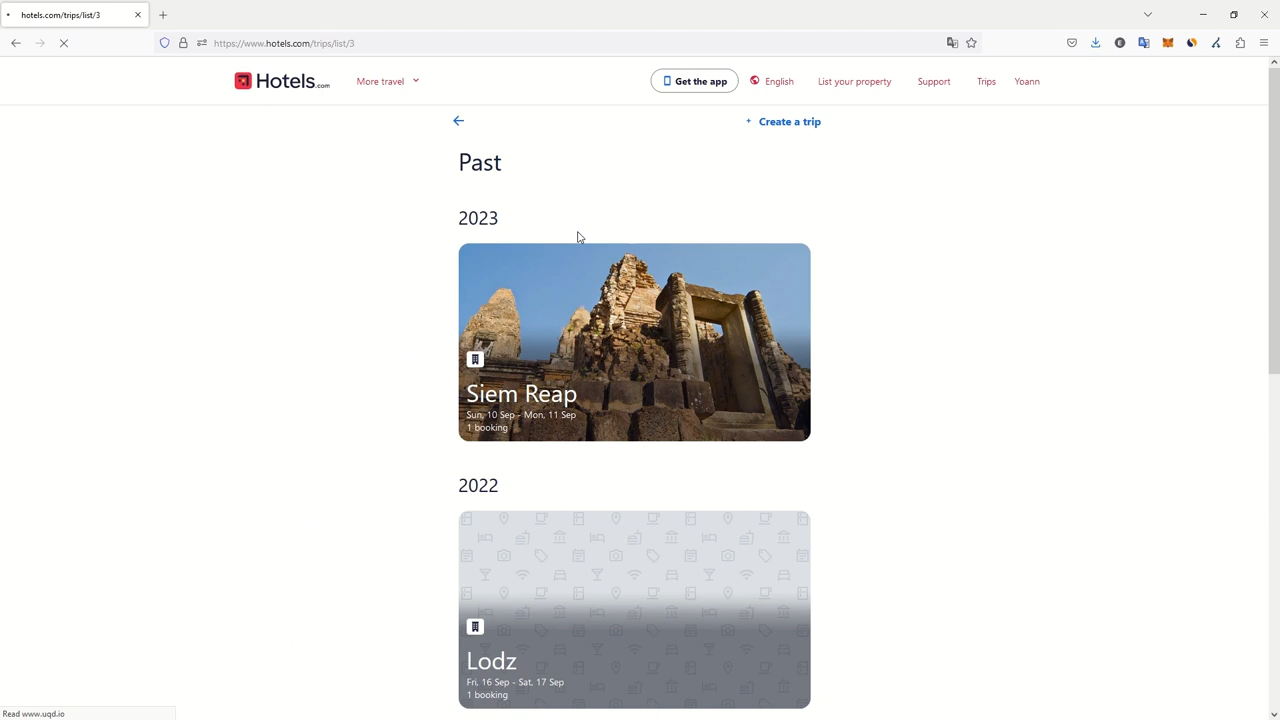 hotels.com/trips/list/3
https://www.hotels.com/trips/list/3
Hotels.com
More travel
Get the app
English
List your property
Support
Trips
Yoann
+ Create a trip
Past
2023
Siem Reap
Sun, 10 Sep - Mon, 11 Sep
1 booking
2022
Lodz
Fri, 16 Sep - Sat, 17 Sep
1 booking
Read www.uqd.io